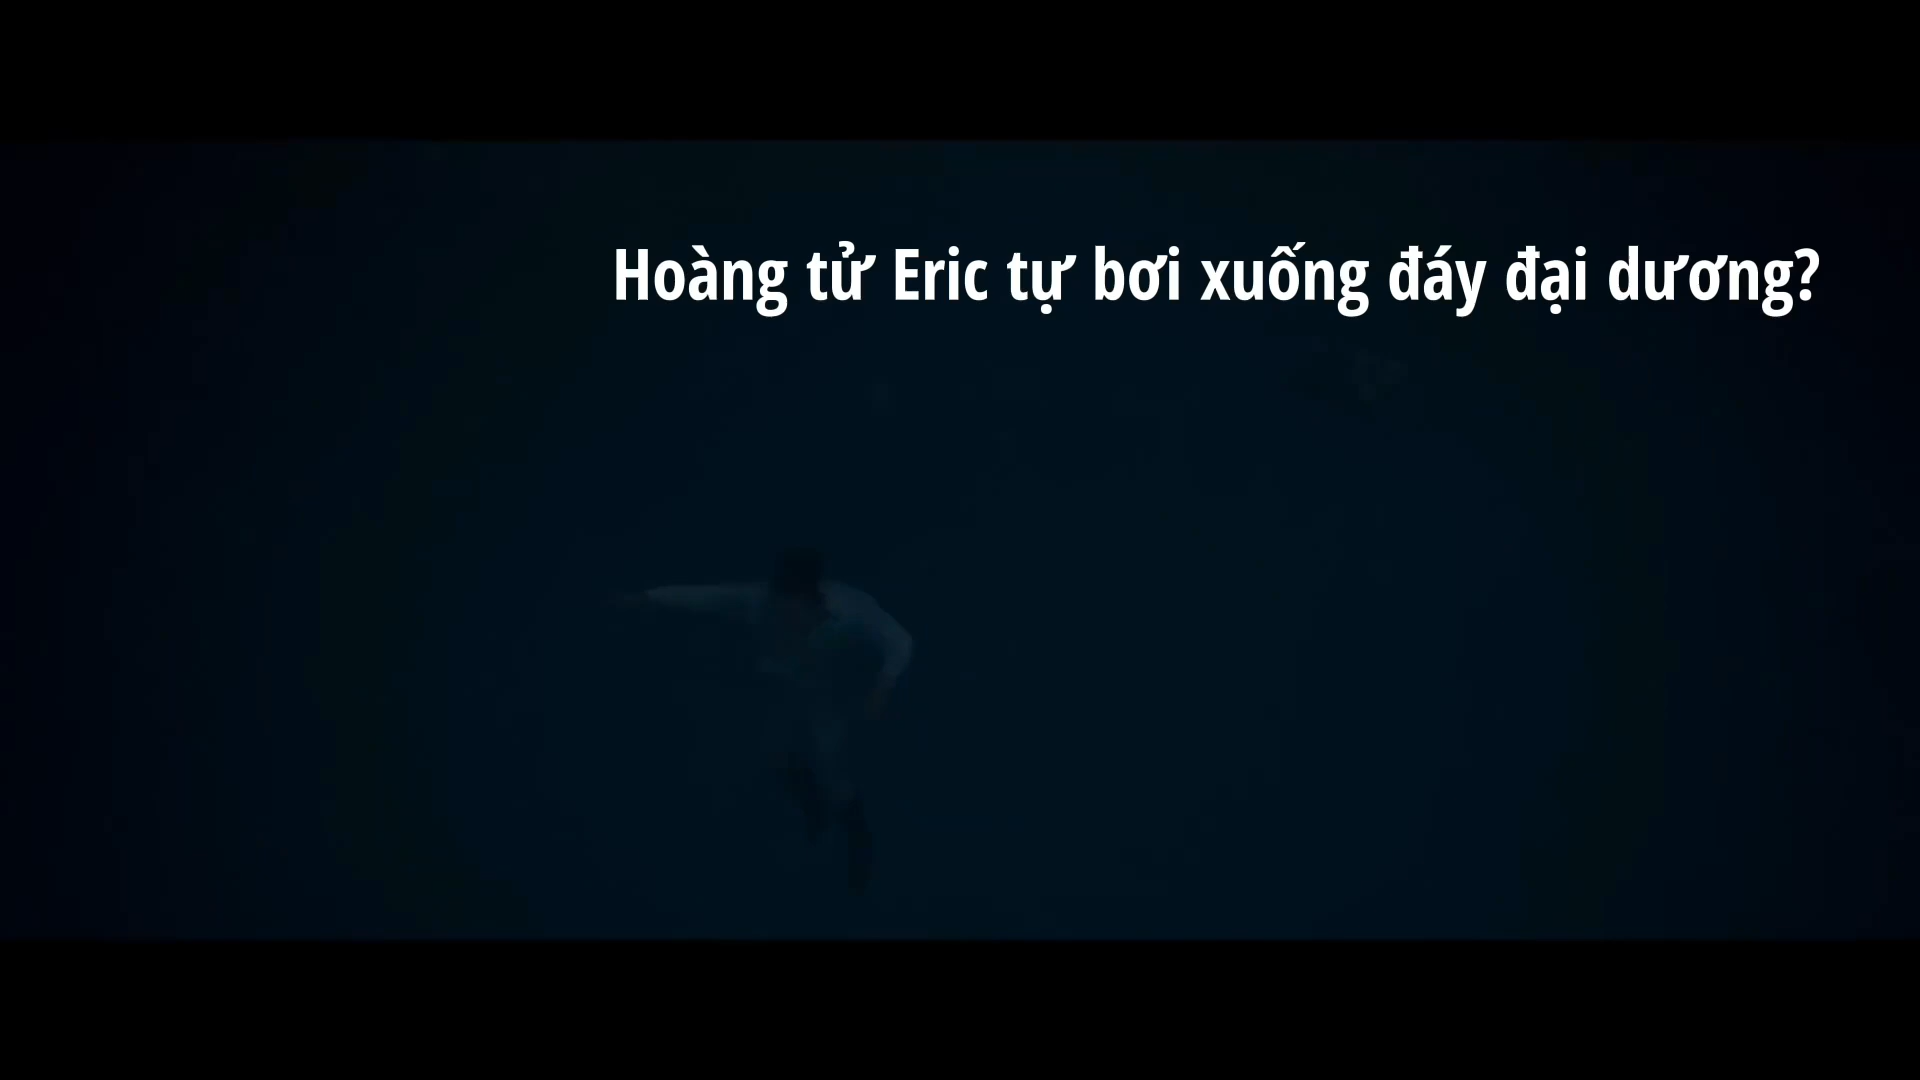 Hoàng tử Eric tự bơi xuống đáy đại dương?